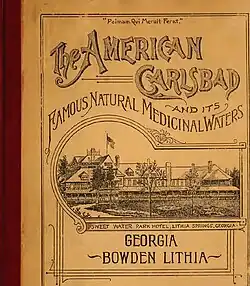 "Palmam Qui Meruit Ferat."
The AMERICAN
CARLSBAD
AND ITS
FAMOUS NATURAL MEDICINAL WATERS
SWEET WATER PARK HOTEL, LITHIA SPRINGS, GEORGIA
GEORGIA
~BOWDEN LITHIA~